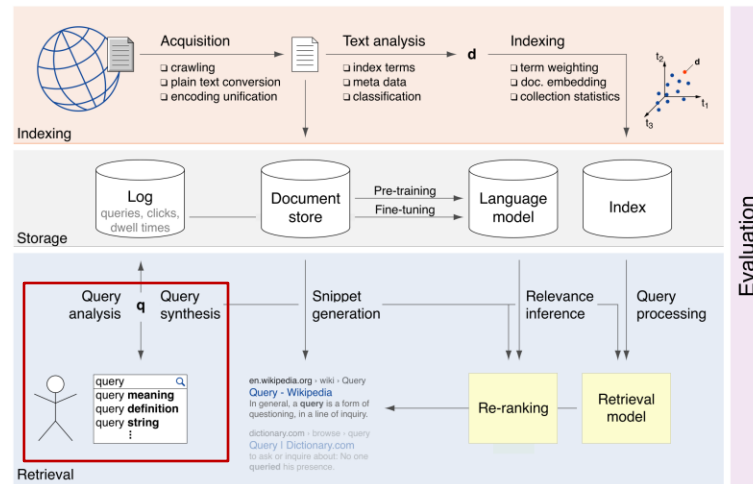 Acquisition
❑ crawling
❑ plain text conversion
❑ encoding unification
Text analysis
❑ index terms
❑ meta data
❑ classification
d
Indexing
❑ term weighting
❑ doc. embedding
❑ collection statistics
t2
d
t1
t3
Indexing
Log
queries, clicks,
dwell times
Document
store
Pre-training
Fine-tuning
Language
model
Index
Storage
Query
analysis
q
Query
synthesis
Snippet
generation
Relevance
inference
Query
processing
query
query meaning
query definition
query string
⋮
en.wikipedia.org › wiki › Query
Query - Wikipedia
In general, a query is a form of
questioning, in a line of inquiry.
dictionary.com › browse › query
Query | Dictionary.com
to ask or inquire about: No one
queried his presence.
Re-ranking
Retrieval
model
Retrieval
Evaluation